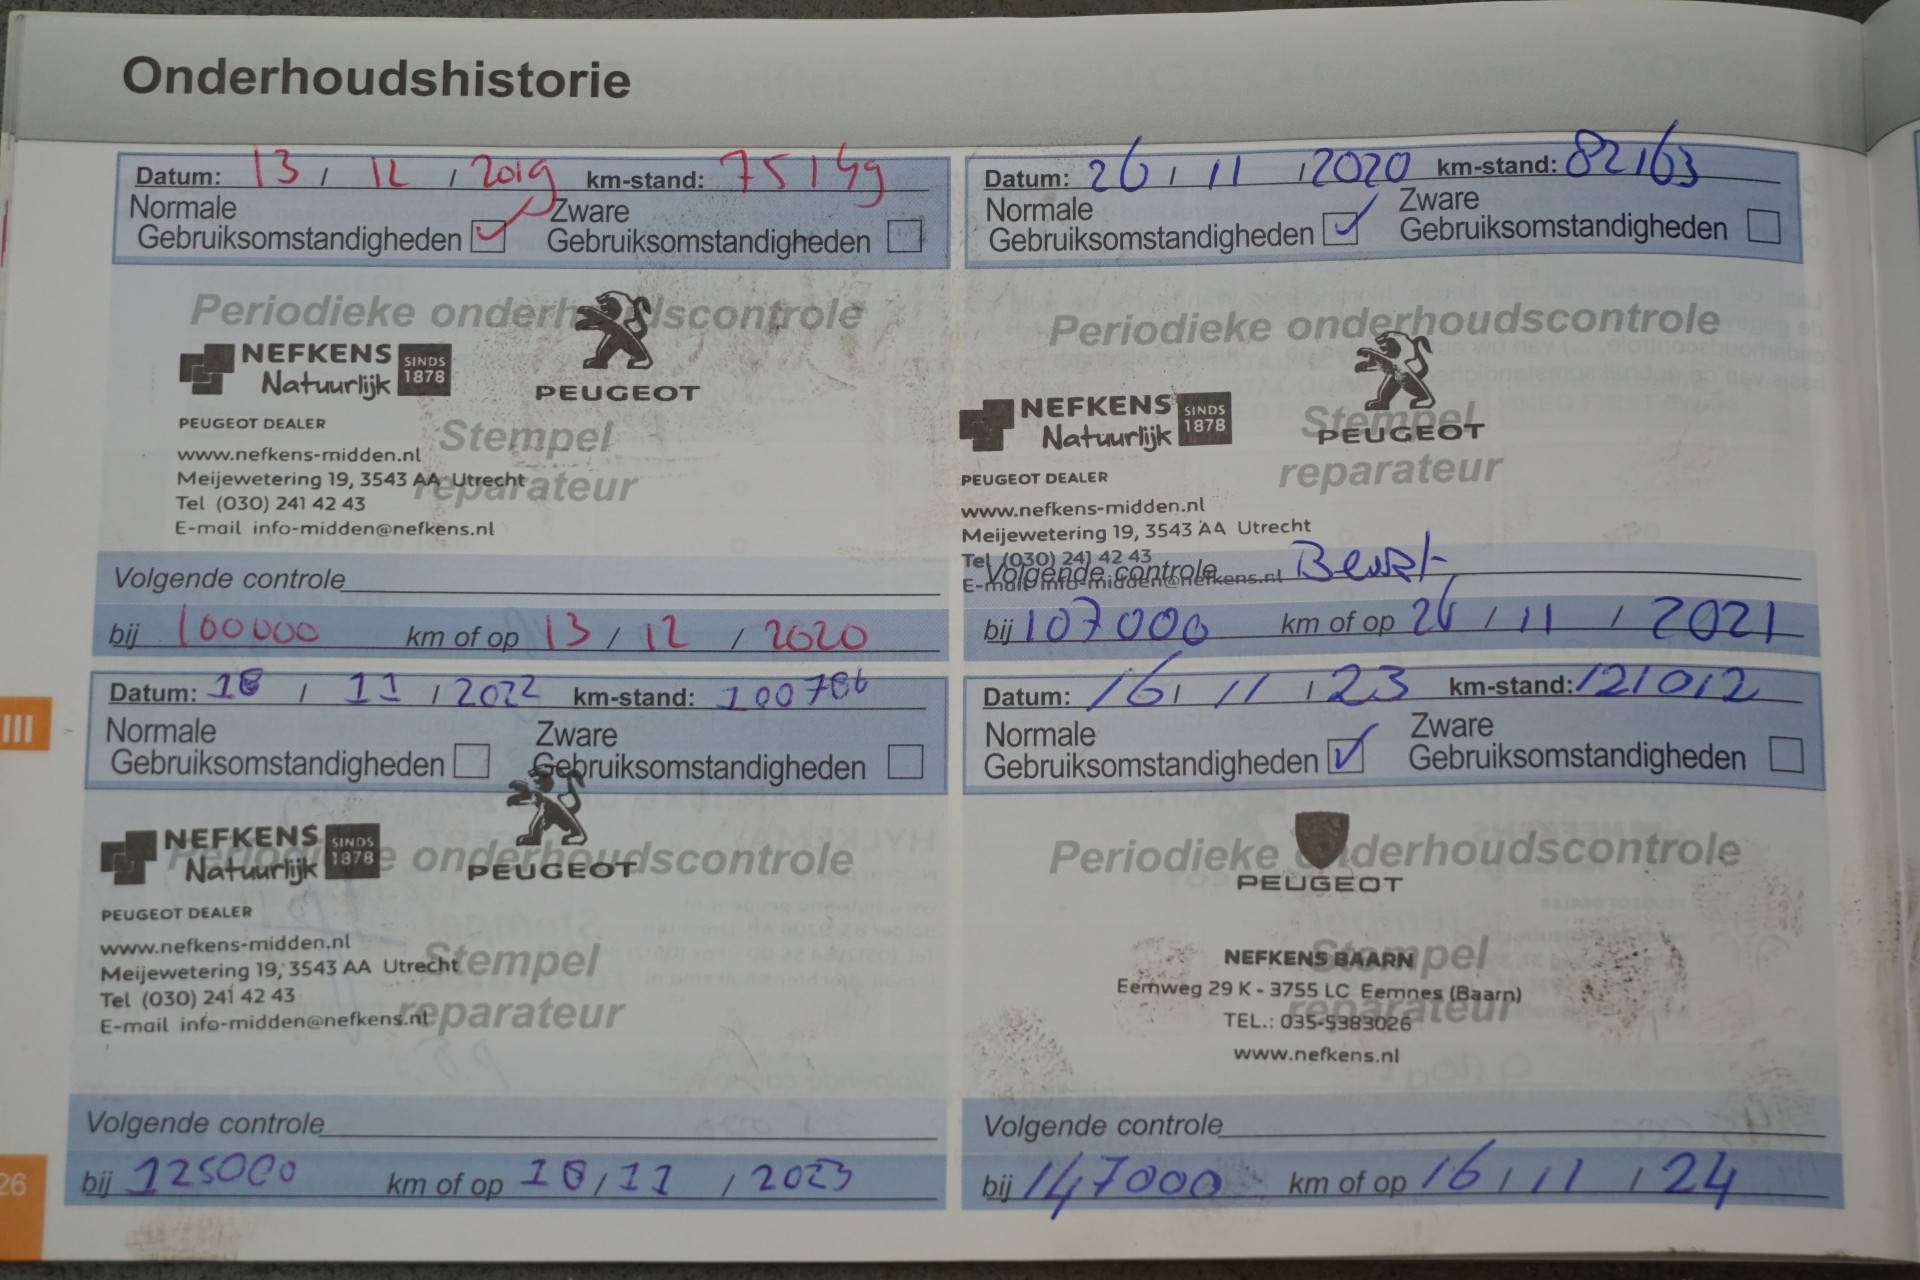 Onderhoudshistorie
Datum: 13 / 12 / 2019 km-stand: 75149
Normale Gebruiksomstandigheden
Zware Gebruiksomstandigheden
Periodieke onderhoudscontrole
NEFKENS
Natuurlijk
SINDS
1878
PEUGEOT
PEUGEOT DEALER
Stempel
reparateur
www.nefkens-midden.nl
Meijewetering 19, 3543 AA Utrecht
Tel (030) 241 42 43
E-mail info-midden@nefkens.nl
Volgende controle
bij 100000 km of op 13 / 12 / 2020
Datum: 26 / 11 / 2020 km-stand: 82163
Normale Gebruiksomstandigheden
Zware Gebruiksomstandigheden
Periodieke onderhoudscontrole
NEFKENS
Natuurlijk
SINDS
1878
PEUGEOT
Stempel
reparateur
PEUGEOT DEALER
www.nefkens-midden.nl
Meijewetering 19, 3543 AA Utrecht
Tel (030) 241 42 43
E-mail info-midden@nefkens.nl
Volgende controle
bij 107000 km of op 26 / 11 / 2021
III
Datum: 18 / 11 / 2022 km-stand: 100786
Normale Gebruiksomstandigheden
Zware Gebruiksomstandigheden
Periodieke onderhoudscontrole
NEFKENS
Natuurlijk
SINDS
1878
PEUGEOT
PEUGEOT DEALER
Stempel
reparateur
www.nefkens-midden.nl
Meijewetering 19, 3543 AA Utrecht
Tel (030) 241 42 43
E-mail info-midden@nefkens.nl
Volgende controle
bij 125000 km of op 18 / 11 / 2023
Datum: 16 / 11 / 23 km-stand: 121012
Normale Gebruiksomstandigheden
Zware Gebruiksomstandigheden
Periodieke onderhoudscontrole
PEUGEOT
Stempel
reparateur
NEFKENS BAARN
Eemweg 29 K - 3755 LC Eemnes (Baarn)
TEL.: 035-5383026
www.nefkens.nl
Volgende controle
bij 147000 km of op 16 / 11 / 24
26